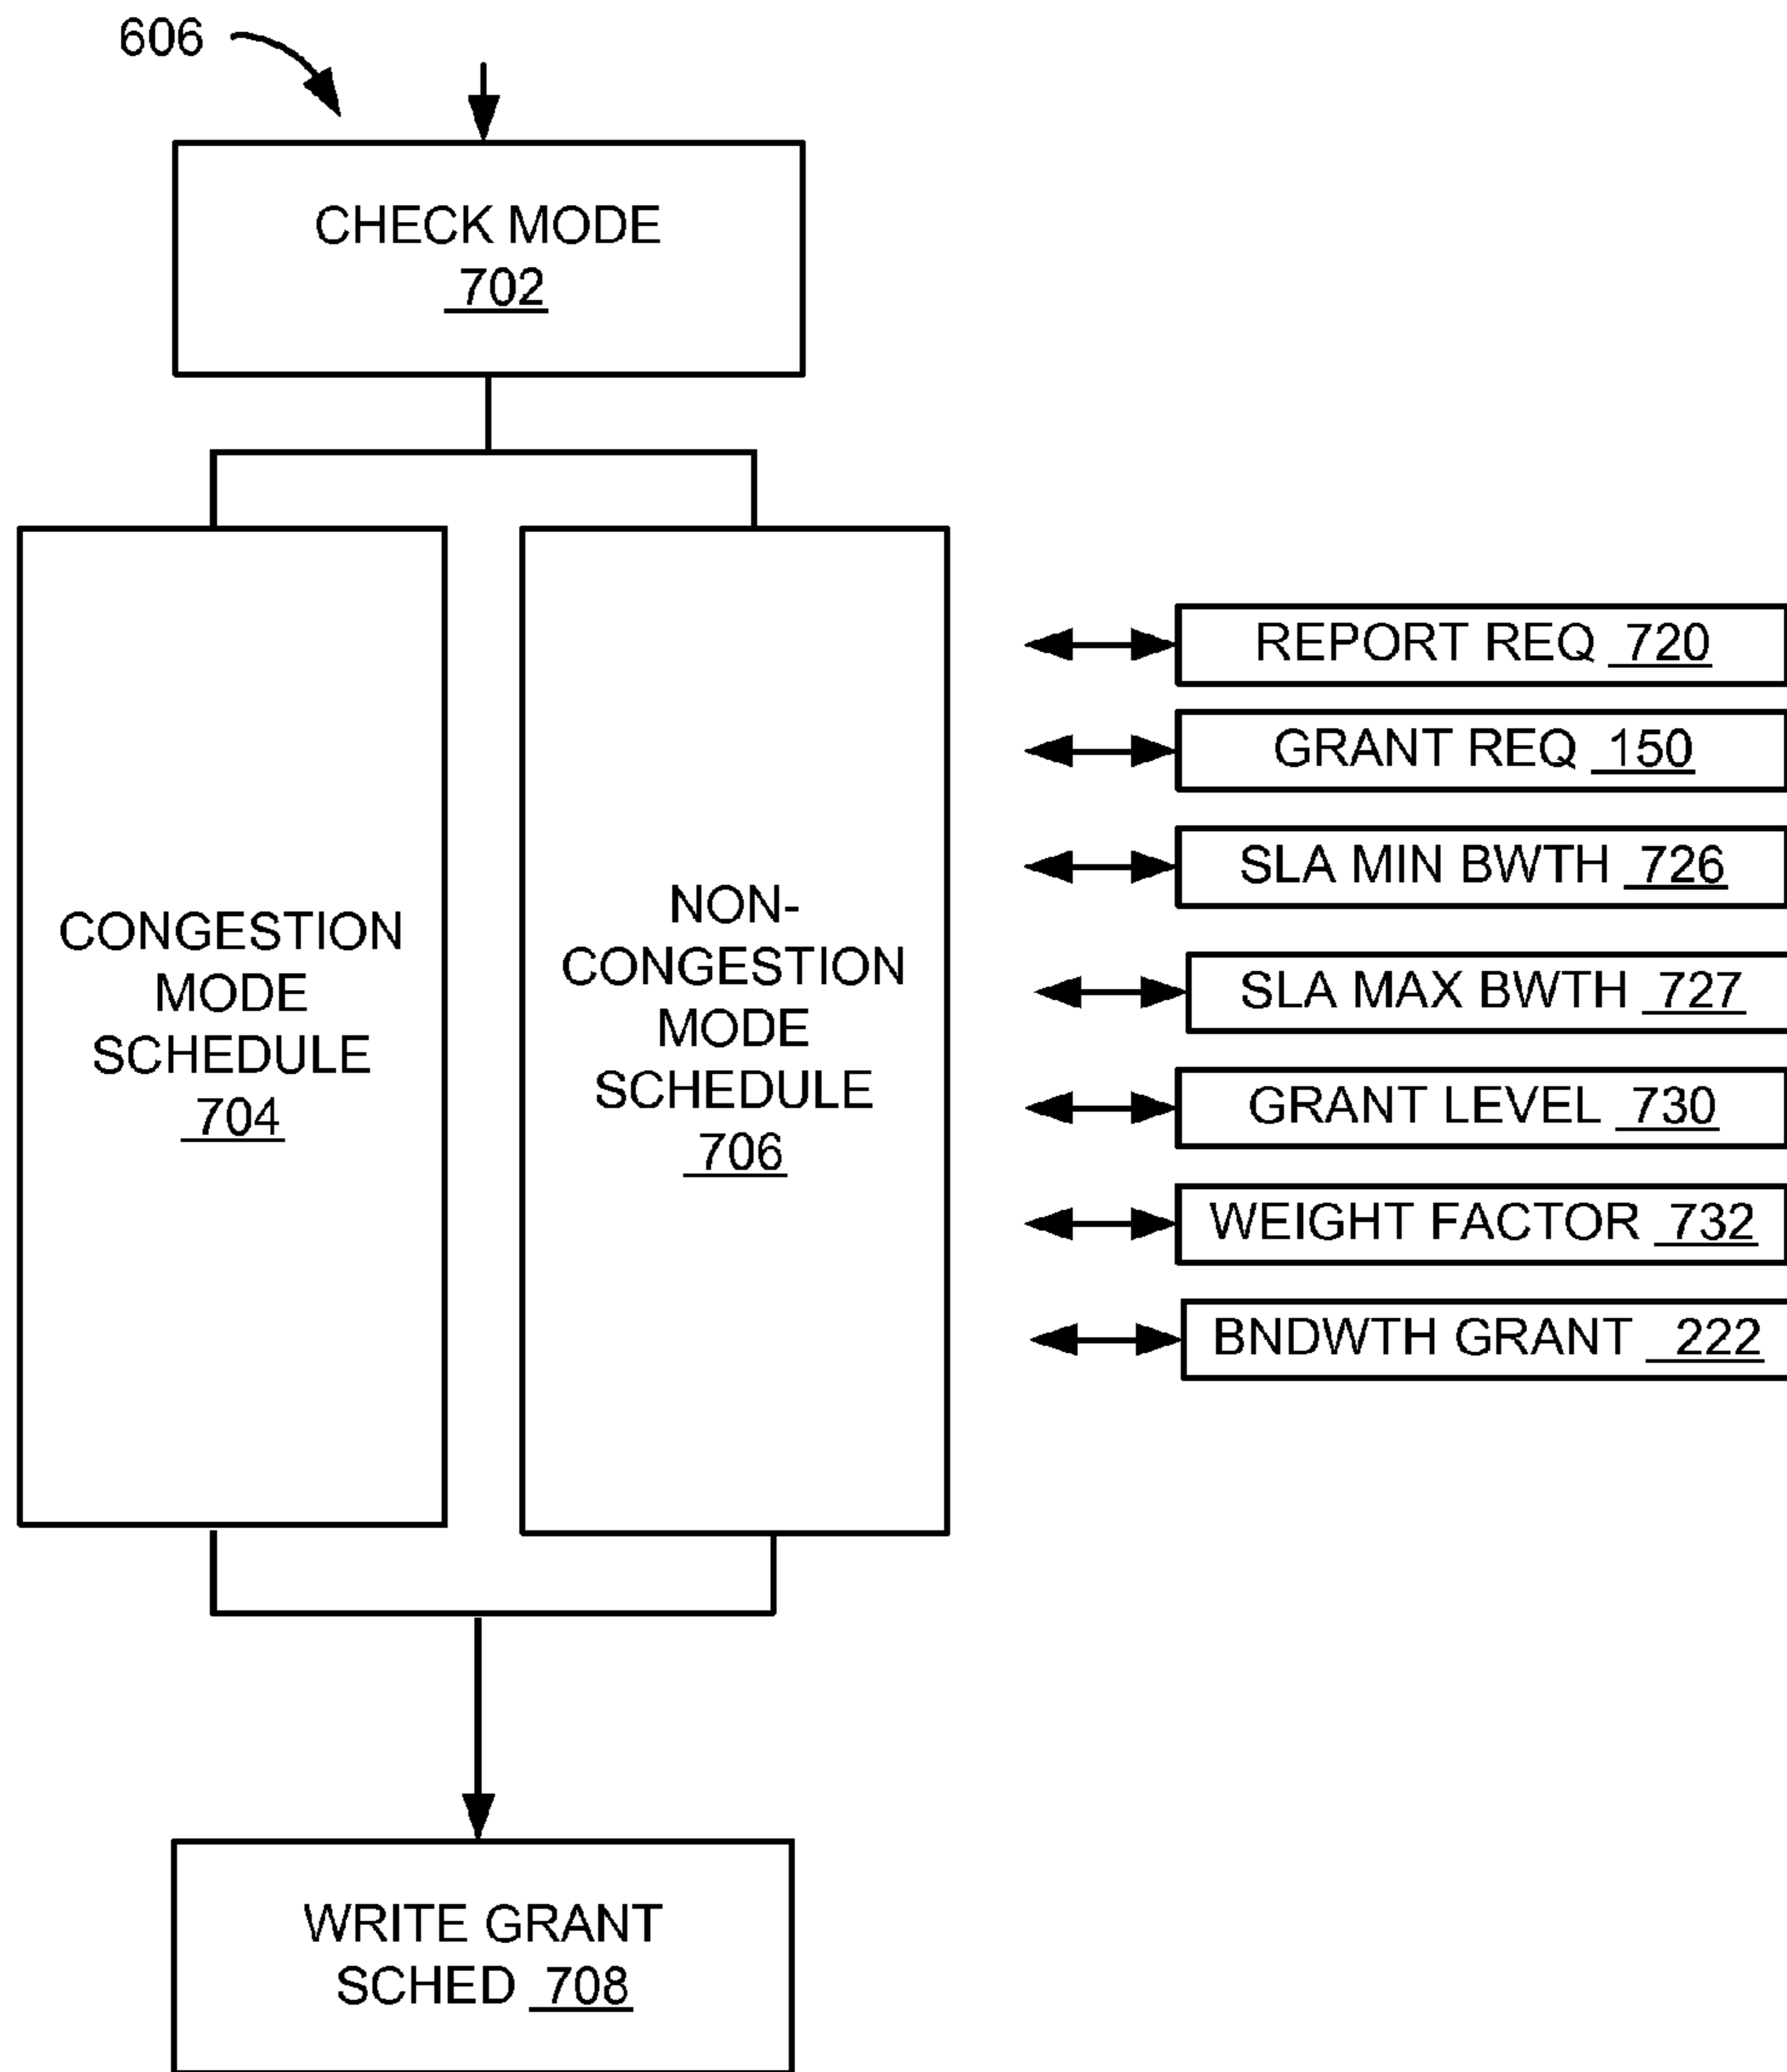 606
CHECK MODE
702
CONGESTION
MODE
SCHEDULE
704
NON-
CONGESTION
MODE
SCHEDULE
706
REPORT REQ 720
GRANT REQ 150
SLA MIN BWTH 726
SLA MAX BWTH 727
GRANT LEVEL 730
WEIGHT FACTOR 732
BNDWTH GRANT 222
WRITE GRANT
SCHED 708